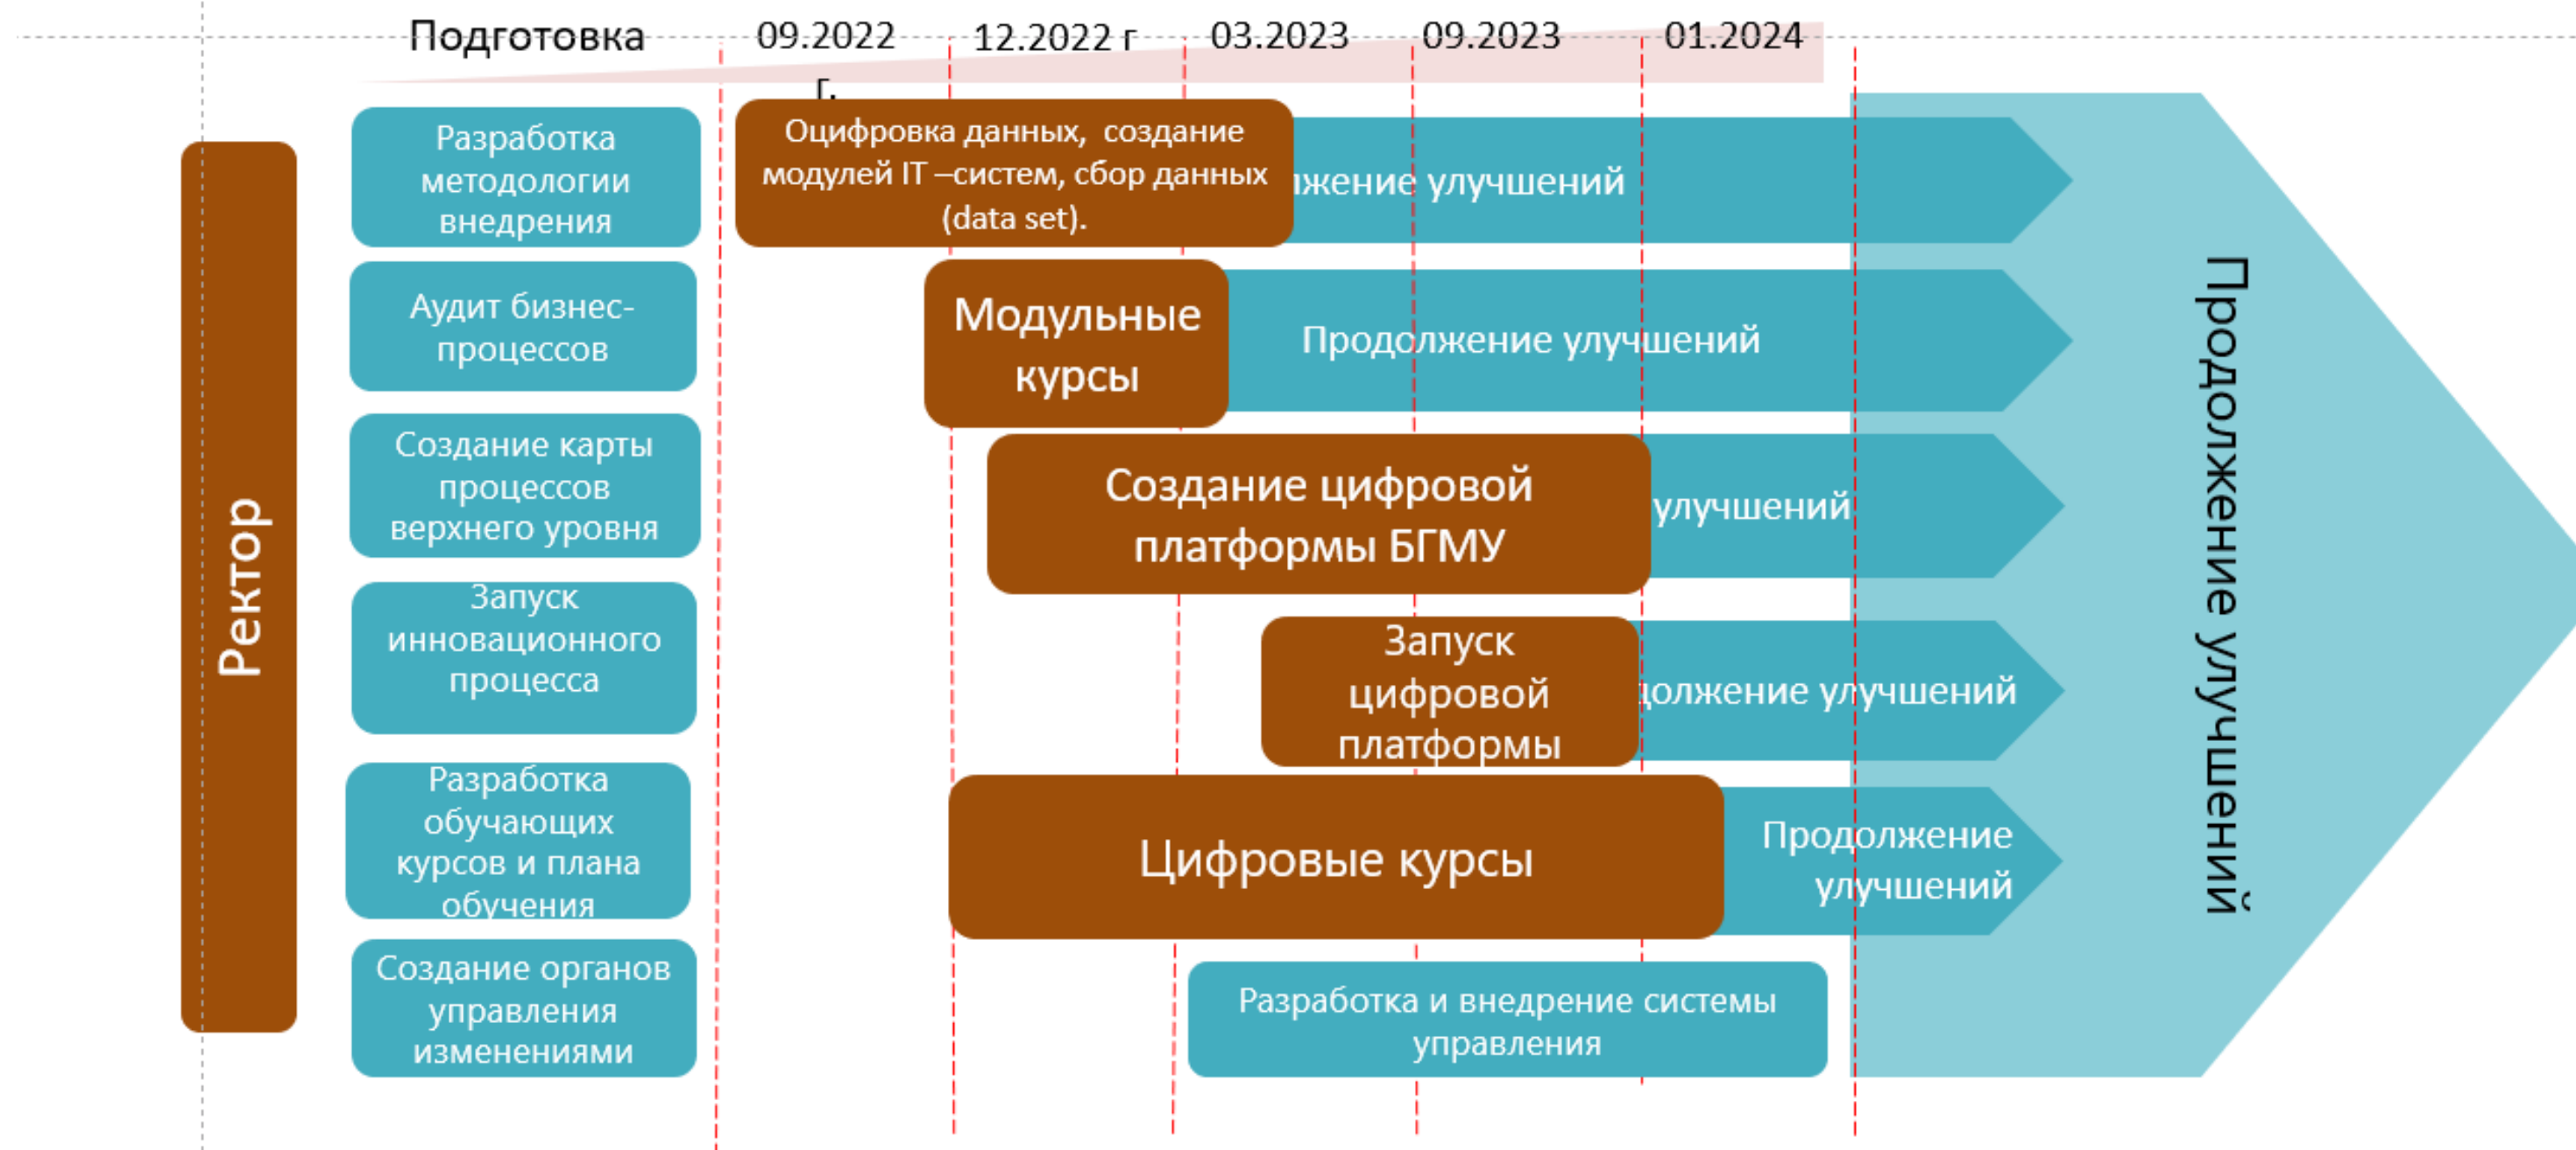 Подготовка
09.2022
г.
12.2022 г
03.2023
09.2023
01.2024
Ректор
Разработка
методологии
внедрения
Аудит бизнес-
процессов
Создание карты
процессов
верхнего уровня
Запуск
инновационного
процесса
Разработка
обучающих
курсов и плана
обучения
Создание органов
управления
изменениями
Оцифровка данных, создание
модулей IT –систем, сбор данных
(data set).
лжение улучшений
Модульные
курсы
Продолжение улучшений
Создание цифровой
платформы БГМУ
улучшений
Запуск
цифровой
платформы
должение улучшений
Цифровые курсы
Продолжение
улучшений
Разработка и внедрение системы
управления
Продолжение улучшений